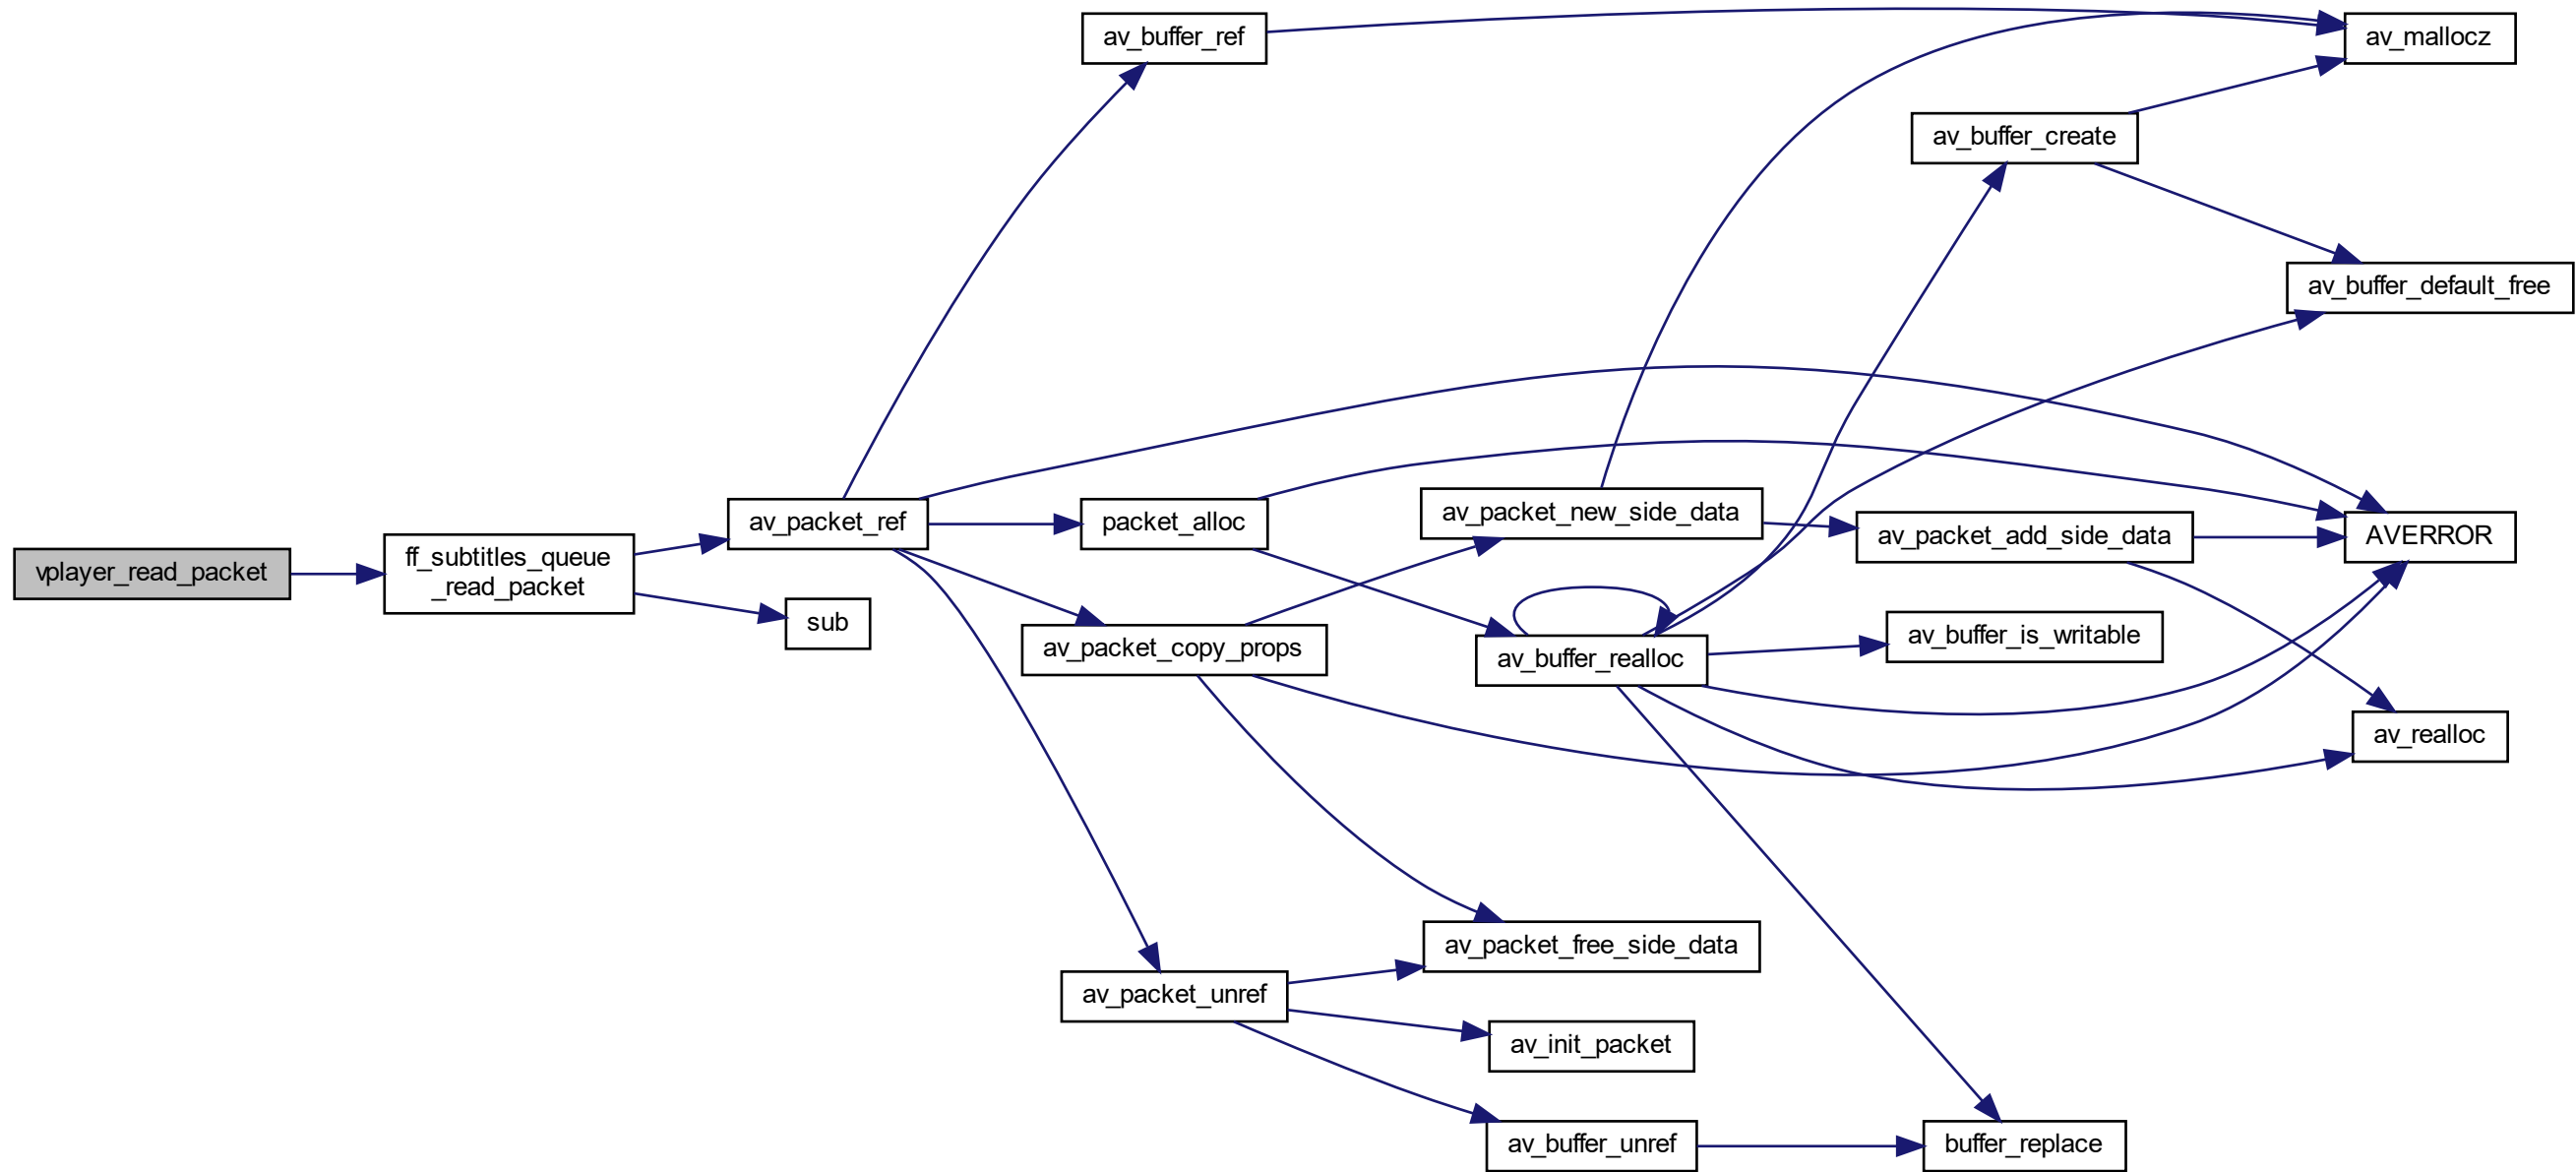 av_buffer_ref
av_mallocz
av_buffer_create
av_buffer_default_free
av_packet_ref
packet_alloc
av_packet_new_side_data
av_packet_add_side_data
AVERROR
vplayer_read_packet
ff_subtitles_queue
_read_packet
sub
av_packet_copy_props
av_buffer_realloc
av_buffer_is_writable
av_realloc
av_packet_free_side_data
av_packet_unref
av_init_packet
av_buffer_unref
buffer_replace